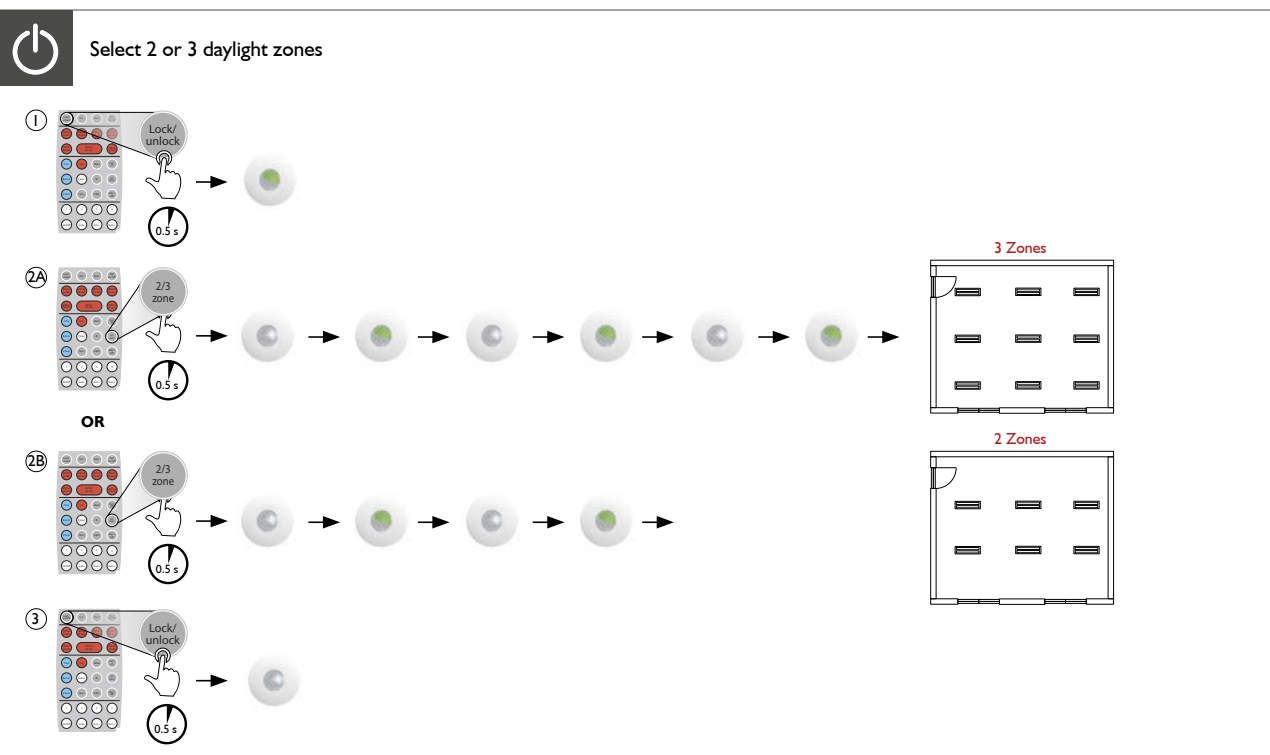 Select 2 or 3 daylight zones
1
Lock/
unlock
0.5 s
3 Zones
2A
2/3
zone
0.5 s
OR
2 Zones
2B
2/3
zone
0.5 s
3
Lock/
unlock
0.5 s